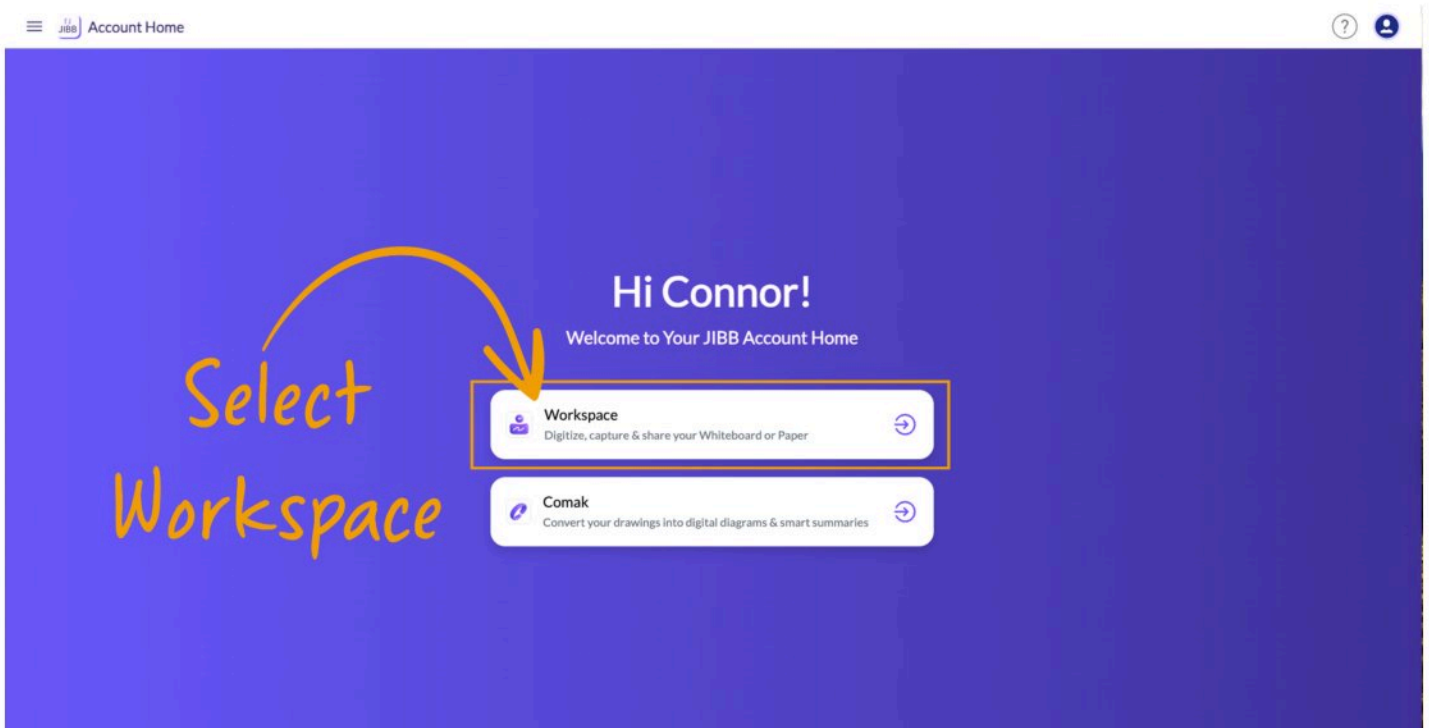 JIBB Account Home ?
Hi Connor!
Welcome to Your JIBB Account Home
Select
Workspace
Workspace
Digitize, capture & share your Whiteboard or Paper
Comak
Convert your drawings into digital diagrams & smart summaries